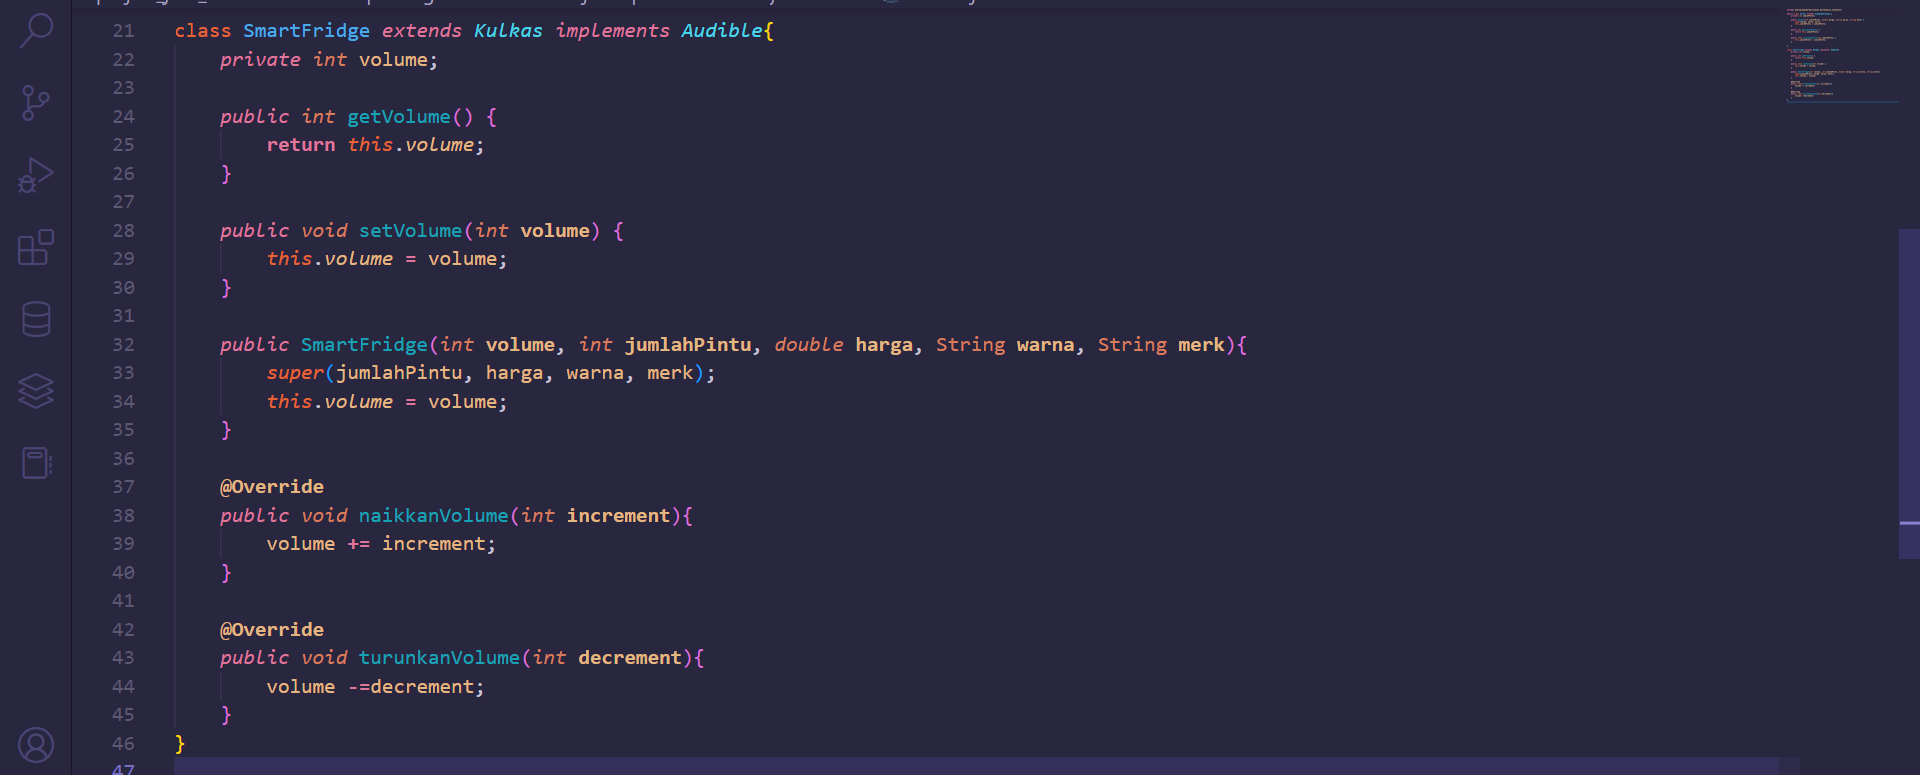 21 class SmartFridge extends Kulkas implements Audible{
22 private int volume;
23
24 public int getVolume() {
25 return this.volume;
26 }
27
28 public void setVolume(int volume) {
29 this.volume = volume;
30 }
31
32 public SmartFridge(int volume, int jumlahPintu, double harga, String warna, String merk){
33 super(jumlahPintu, harga, warna, merk);
34 this.volume = volume;
35 }
36
37 @Override
38 public void naikkanVolume(int increment){
39 volume += increment;
40 }
41
42 @Override
43 public void turunkanVolume(int decrement){
44 volume -=decrement;
45 }
46 }
47